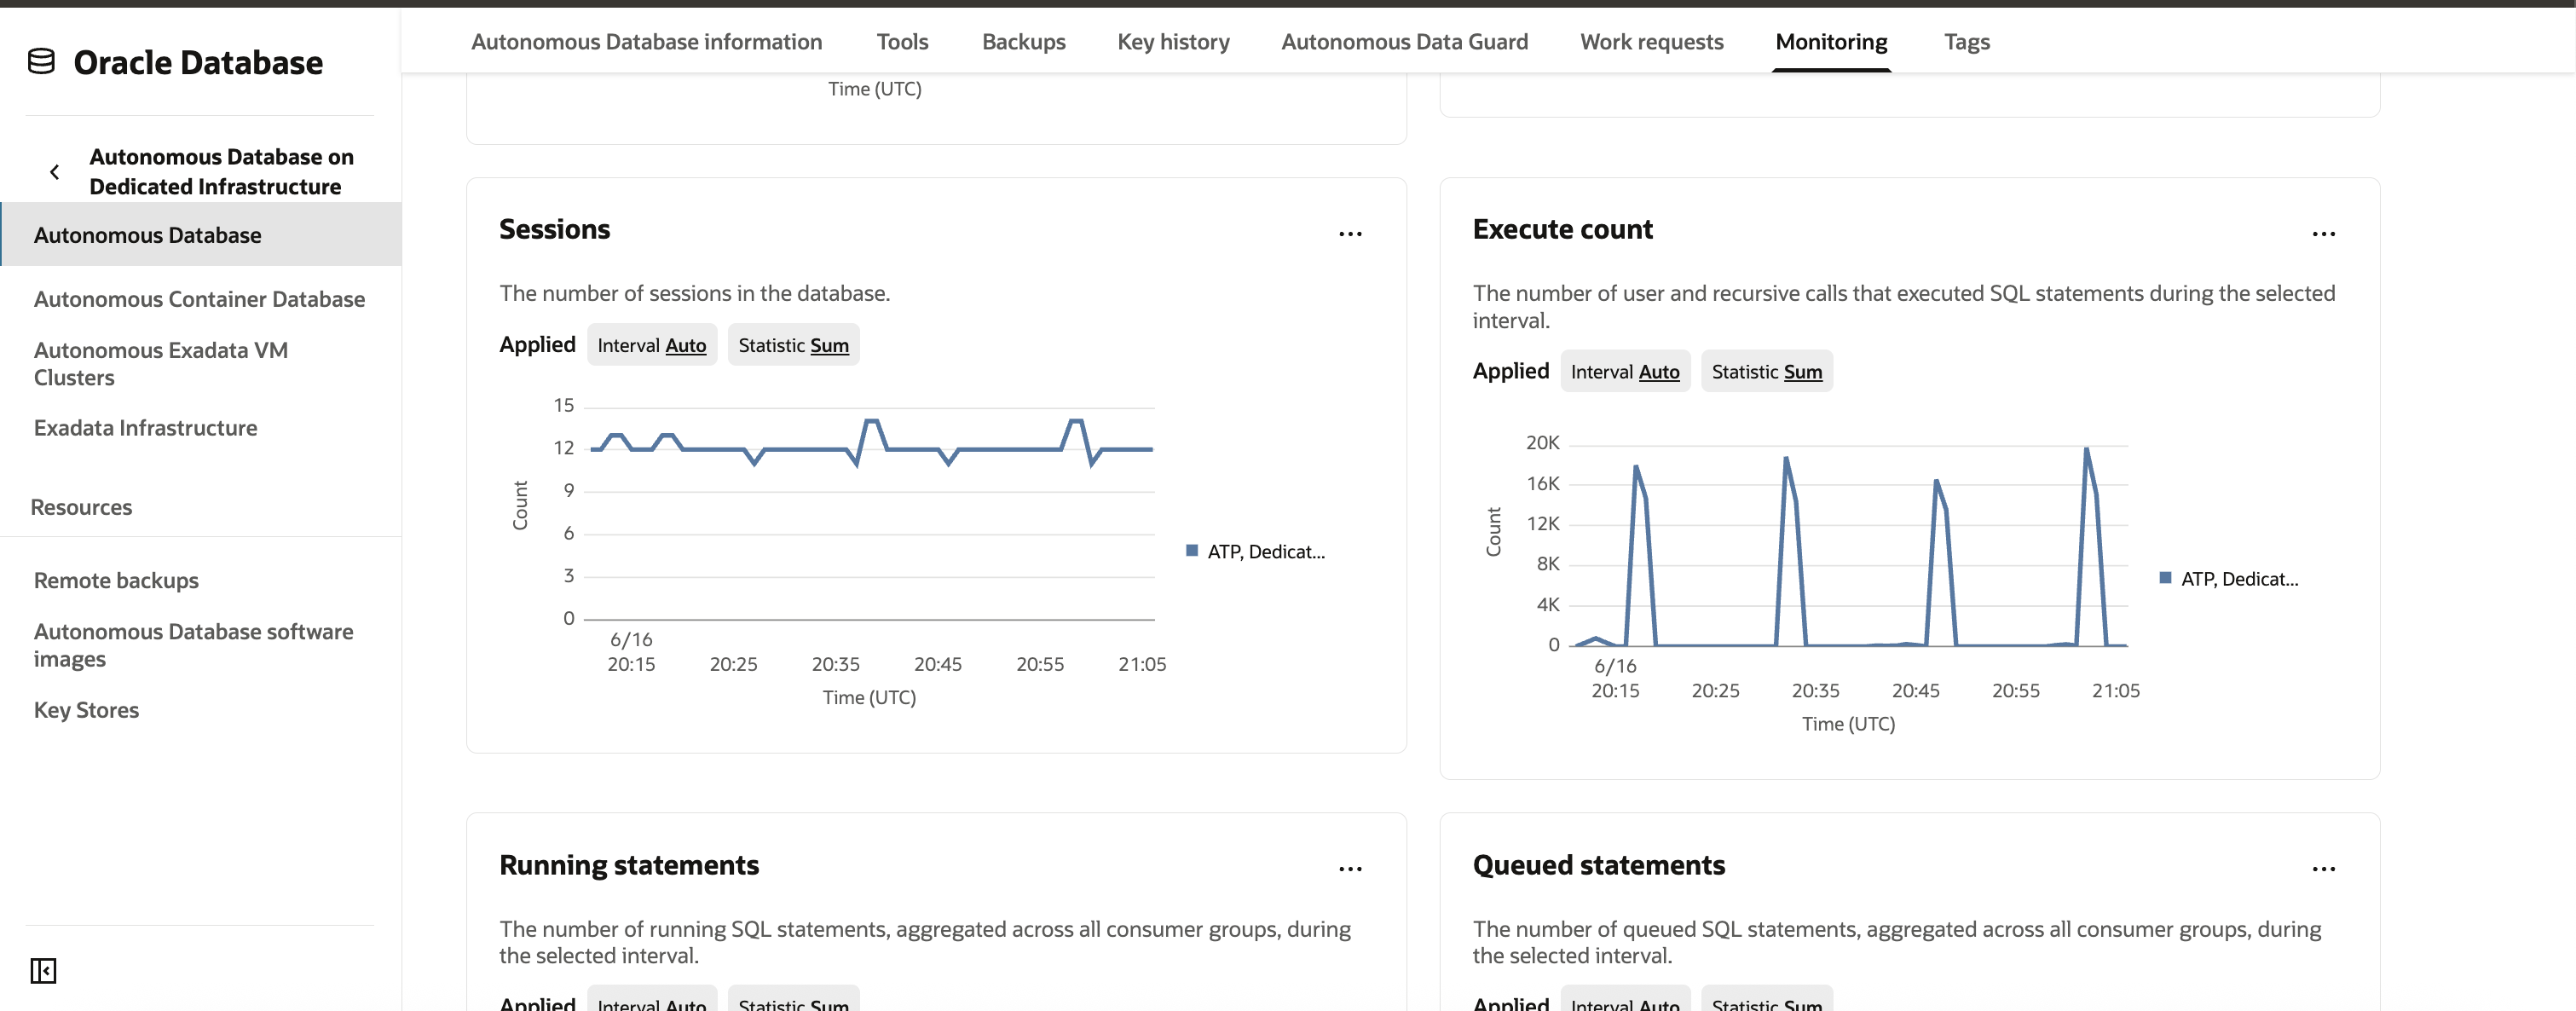 Oracle Database
Autonomous Database on
Dedicated Infrastructure
Autonomous Database
Autonomous Container Database
Autonomous Exadata VM
Clusters
Exadata Infrastructure
Resources
Remote backups
Autonomous Database software
images
Key Stores
Autonomous Database information Tools Backups Key history Autonomous Data Guard Work requests Monitoring Tags
Time (UTC)
Sessions
...
The number of sessions in the database.
Applied Interval Auto Statistic Sum
15
12
9
6
3
0
Count
6/16
20:15 20:25 20:35 20:45 20:55 21:05
Time (UTC)
ATP, Dedicat...
Execute count
...
The number of user and recursive calls that executed SQL statements during the selected
interval.
Applied Interval Auto Statistic Sum
20K
16K
12K
8K
4K
0
Count
6/16
20:15 20:25 20:35 20:45 20:55 21:05
Time (UTC)
ATP, Dedicat...
Running statements
...
The number of running SQL statements, aggregated across all consumer groups, during
the selected interval.
Applied Interval Auto Statistic Sum
Queued statements
...
The number of queued SQL statements, aggregated across all consumer groups, during
the selected interval.
Applied Interval Auto Statistic Sum